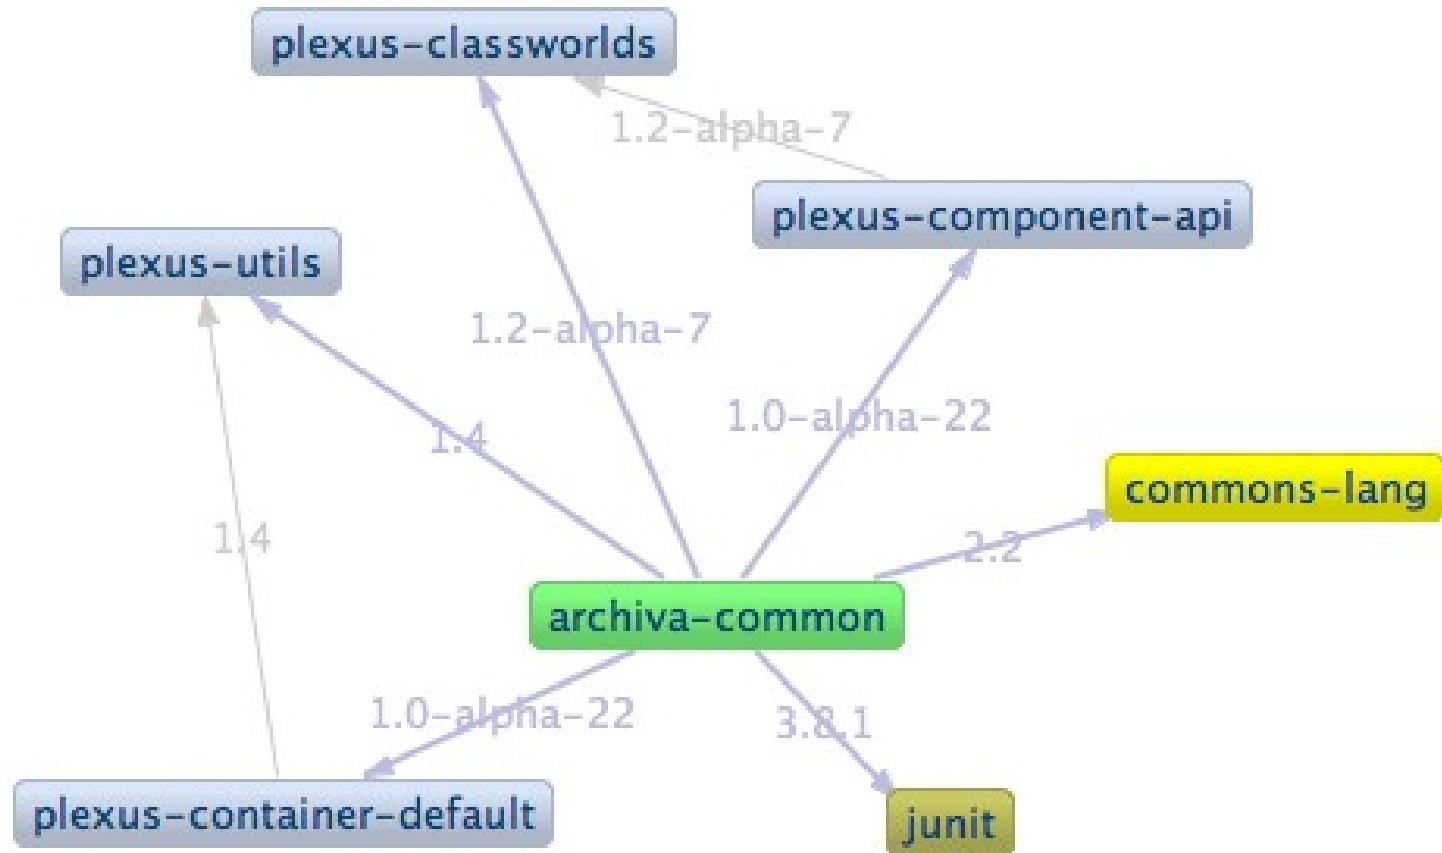 plexus-classworlds
1.2-alpha-7
plexus-component-api
plexus-utils
1.2-alpha-7
1.0-alpha-22
1.4
commons-lang
1.4
2.2
archiva-common
1.0-alpha-22
3.8.1
plexus-container-default
junit